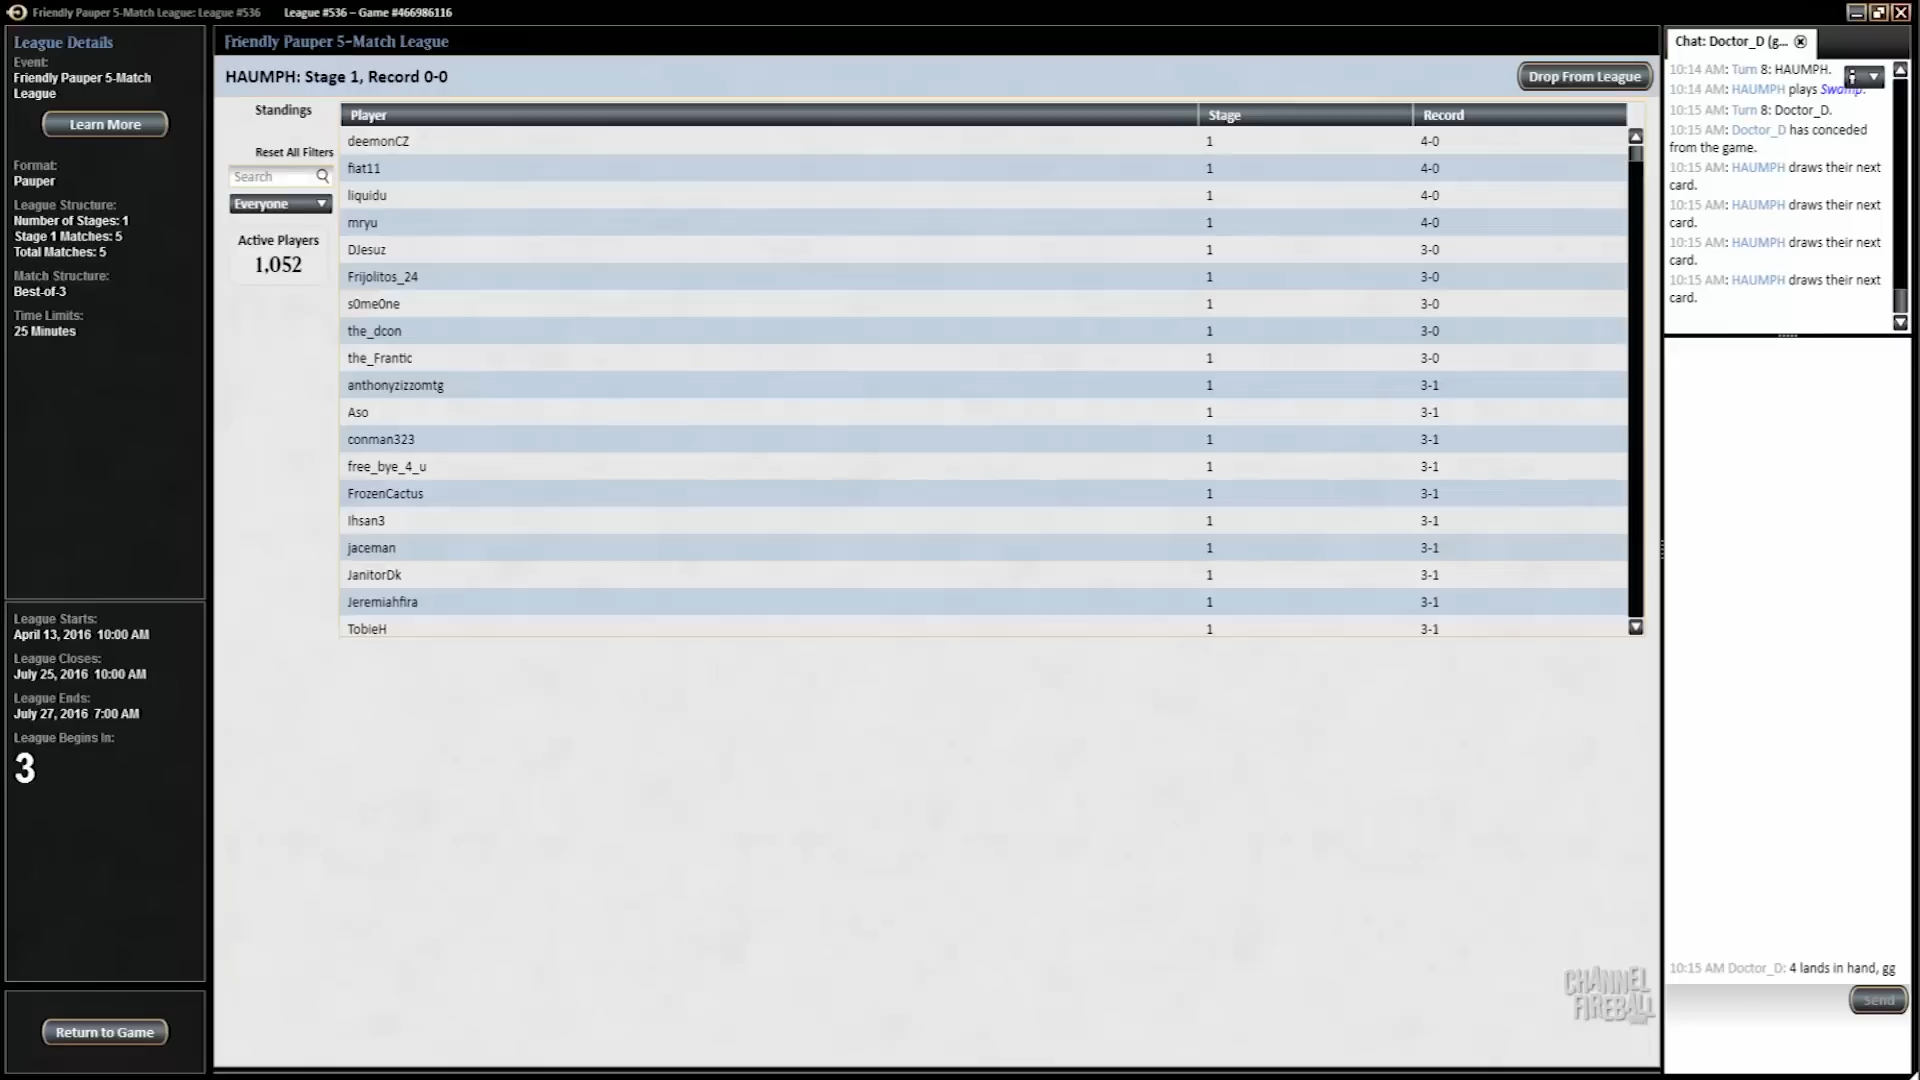 Friendly Pauper 5-Match League: League #536
League #536 – Game #466986116
League Details
Event:
Friendly Pauper 5-Match
League
Learn More
Format:
Pauper
League Structure:
Number of Stages: 1
Stage 1 Matches: 5
Total Matches: 5
Match Structure:
Best-of-3
Time Limits:
25 Minutes
League Starts:
April 13, 2016 10:00 AM
League Closes:
July 25, 2016 10:00 AM
League Ends:
July 27, 2016 7:00 AM
League Begins In:
3
Return to Game
Friendly Pauper 5-Match League
HAUMPH: Stage 1, Record 0-0
Drop From League
Standings
Reset All Filters
Search
Everyone
Active Players
1,052
Player Stage Record
deemonCZ 1 4-0
fiat11 1 4-0
liquidu 1 4-0
mryu 1 4-0
DJesuz 1 3-0
Frijolitos_24 1 3-0
s0me0ne 1 3-0
the_dcon 1 3-0
the_Frantic 1 3-0
anthonyzizzomtg 1 3-1
Aso 1 3-1
conman323 1 3-1
free_bye_4_u 1 3-1
FrozenCactus 1 3-1
Ihsan3 1 3-1
jaceman 1 3-1
JanitorDk 1 3-1
Jeremiahfira 1 3-1
TobieH 1 3-1
CHANNEL
FIREBALL
Chat: Doctor_D (g...
10:14 AM: Turn 8: HAUMPH.
10:14 AM: HAUMPH plays Swamp.
10:15 AM: Turn 8: Doctor_D.
10:15 AM: Doctor_D has conceded
from the game.
10:15 AM: HAUMPH draws their next
card.
10:15 AM: HAUMPH draws their next
card.
10:15 AM: HAUMPH draws their next
card.
10:15 AM: HAUMPH draws their next
card.
10:15 AM Doctor_D: 4 lands in hand, gg
Send